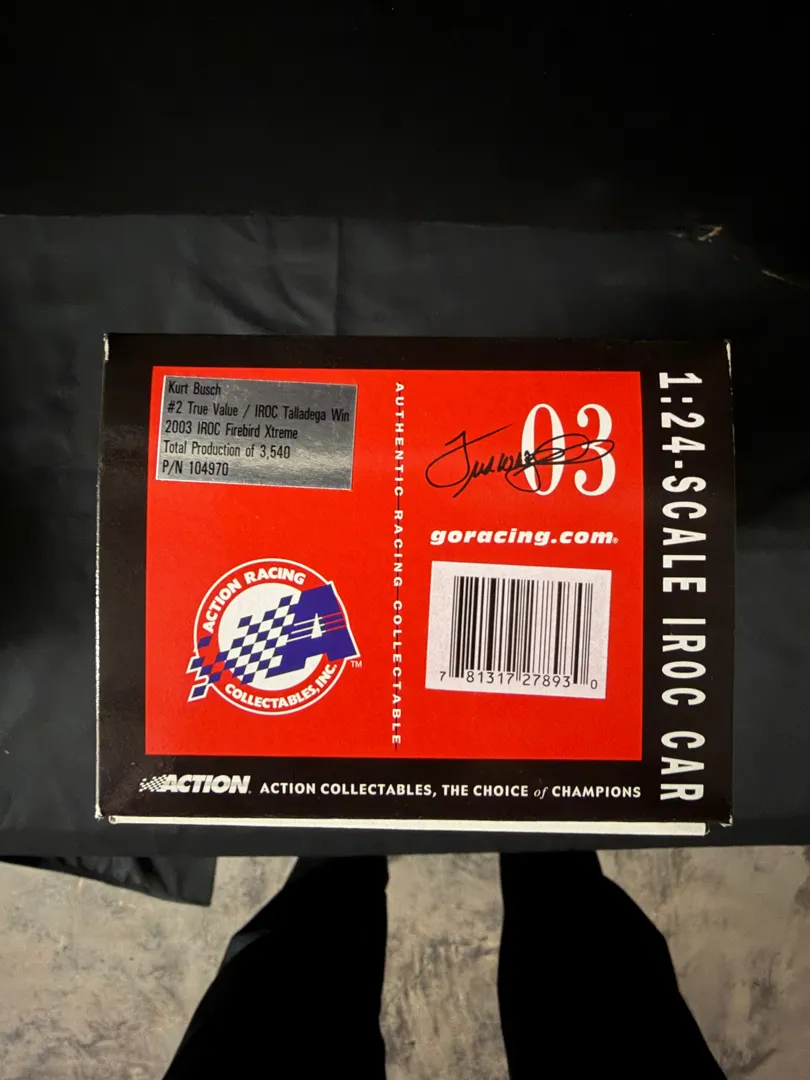 Kurt Busch
#2 True Value / IROC Talladega Win
2003 IROC Firebird Xtreme
Total Production of 3,540
P/N 104970
AUTHENTIC RACING COLLECTABLE
03
goracing.com®
7 81317 27893 0
1:24-SCALE IROC CAR
ACTION RACING
COLLECTABLES, INC.
A
TM
ACTION
ACTION COLLECTABLES, THE CHOICE of CHAMPIONS